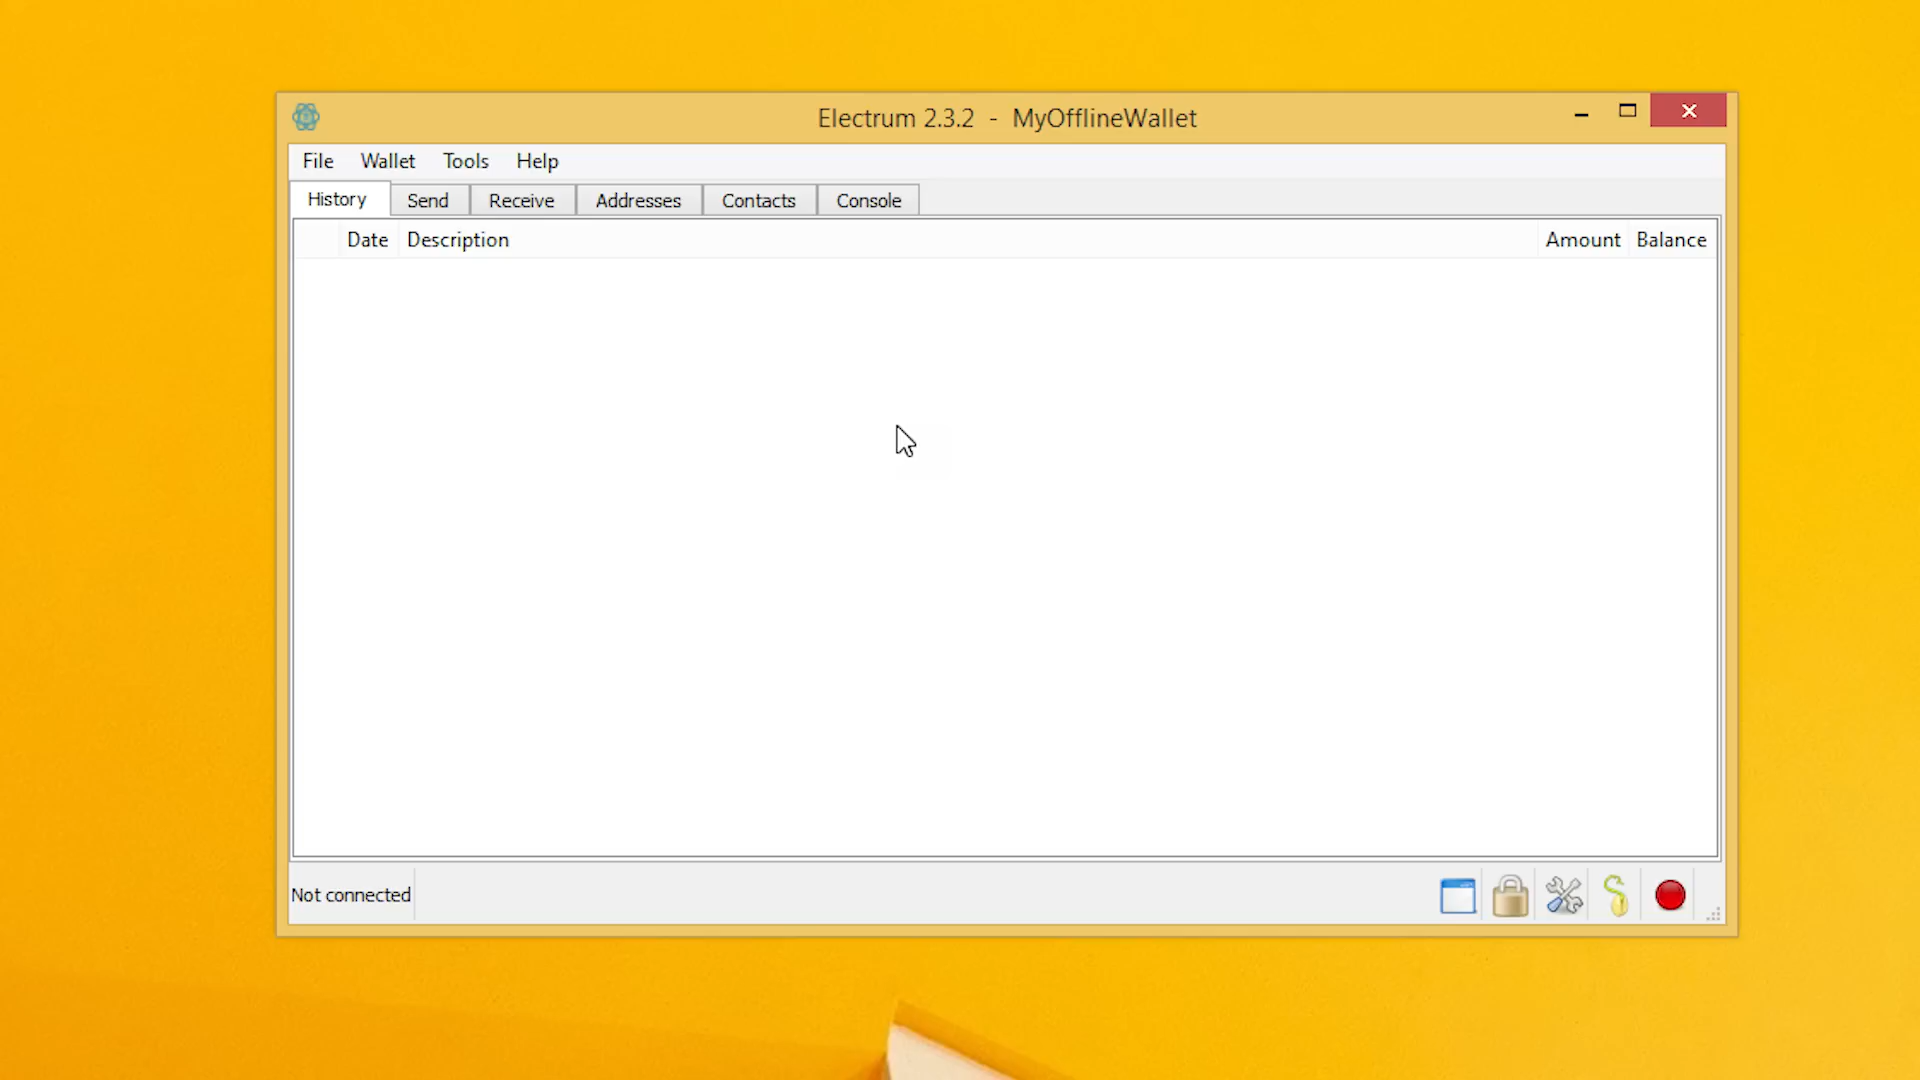 Electrum 2.3.2 - MyOfflineWallet
File Wallet Tools Help
History Send Receive Addresses Contacts Console
Date Description Amount Balance
Not connected